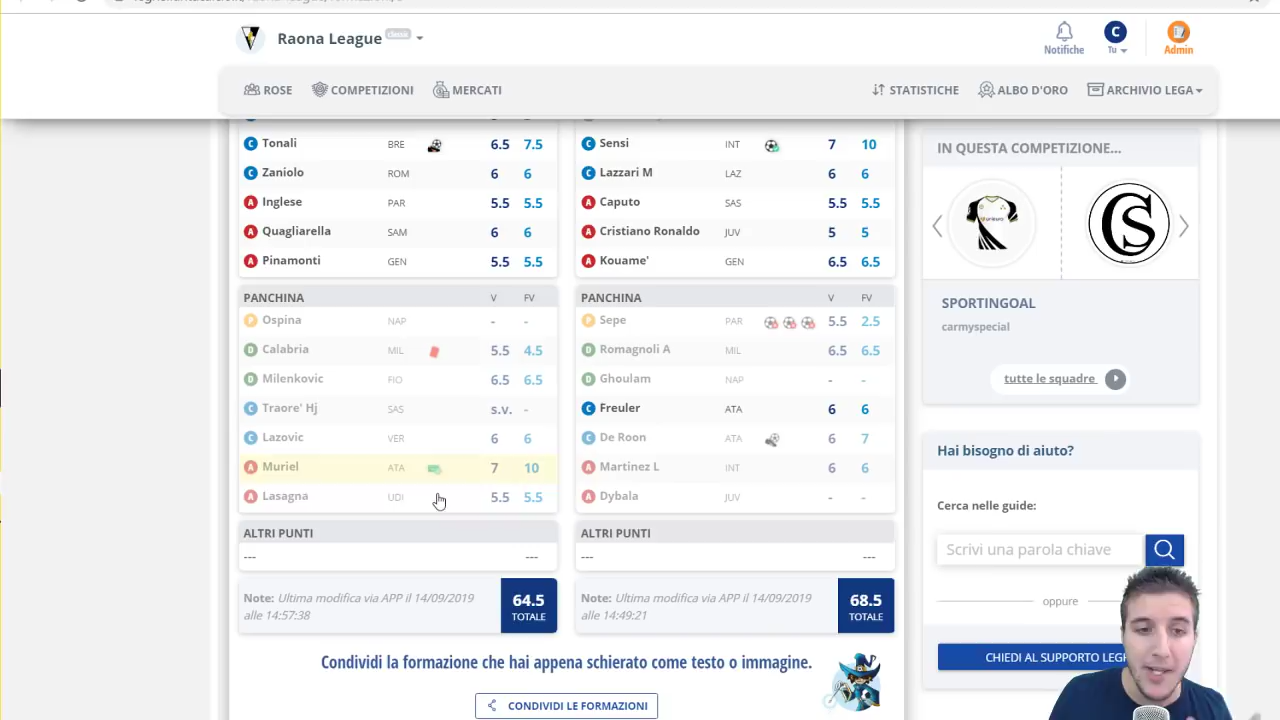 Raona League classic
Notifiche
C
Tu
Admin
ROSE
COMPETIZIONI
MERCATI
STATISTICHE
ALBO D'ORO
ARCHIVIO LEGA
C Tonali BRE 6.5 7.5
C Zaniolo ROM 6 6
A Inglese PAR 5.5 5.5
A Quagliarella SAM 6 6
A Pinamonti GEN 5.5 5.5
PANCHINA V FV
P Ospina NAP - -
D Calabria MIL 5.5 4.5
D Milenkovic FIO 6.5 6.5
C Traore' Hj SAS s.v. -
C Lazovic VER 6 6
A Muriel ATA 7 10
A Lasagna UDI 5.5 5.5
ALTRI PUNTI
--- ---
Note: Ultima modifica via APP il 14/09/2019
alle 14:57:38
64.5
TOTALE
C Sensi INT 7 10
C Lazzari M LAZ 6 6
A Caputo SAS 5.5 5.5
A Cristiano Ronaldo JUV 5 5
A Kouame' GEN 6.5 6.5
PANCHINA V FV
P Sepe PAR 5.5 2.5
D Romagnoli A MIL 6.5 6.5
D Ghoulam NAP - -
C Freuler ATA 6 6
C De Roon ATA 6 7
A Martinez L INT 6 6
A Dybala JUV - -
ALTRI PUNTI
--- ---
Note: Ultima modifica via APP il 14/09/2019
alle 14:49:21
68.5
TOTALE
Condividi la formazione che hai appena schierato come testo o immagine.
CONDIVIDI LE FORMAZIONI
IN QUESTA COMPETIZIONE...
CS
SPORTINGOAL
carmyspecial
tutte le squadre
Hai bisogno di aiuto?
Cerca nelle guide:
Scrivi una parola chiave
oppure
CHIEDI AL SUPPORTO